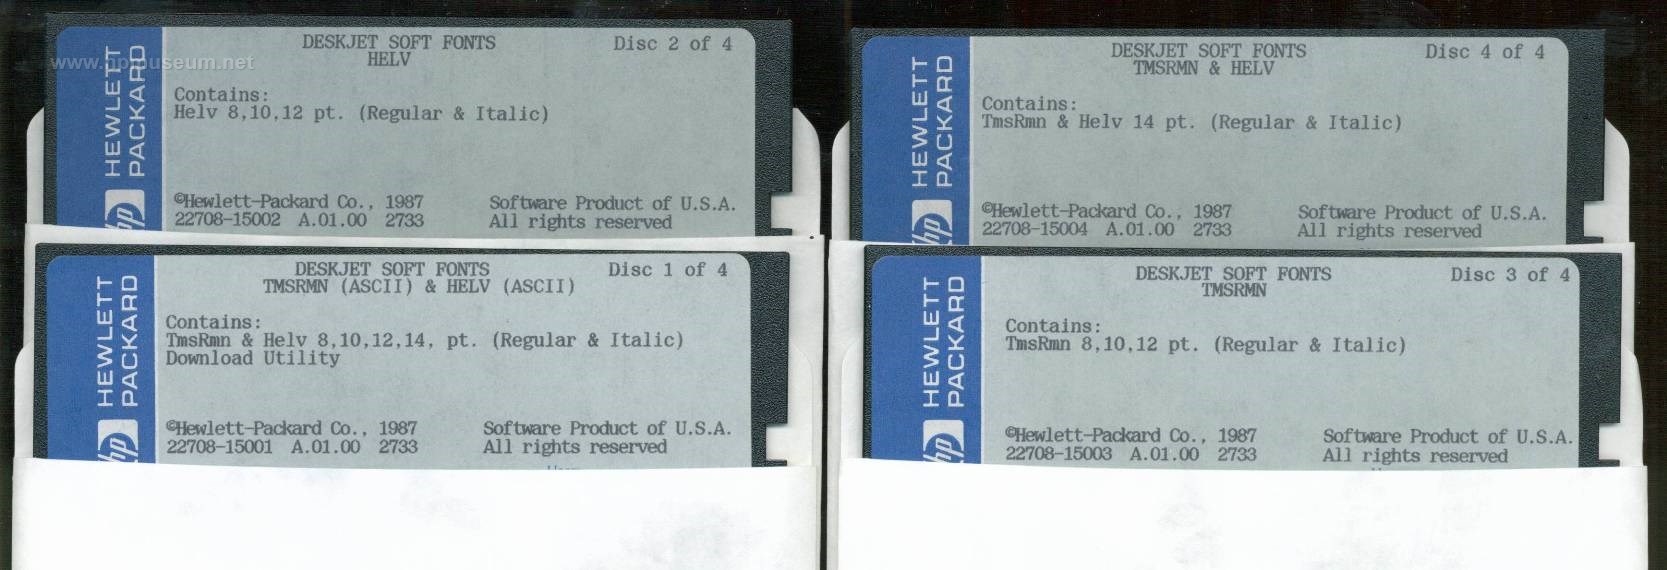 www.hpmuseum.net
HEWLETT
PACKARD
hp
DESKJET SOFT FONTS Disc 2 of 4
HELV
Contains:
Helv 8,10,12 pt. (Regular & Italic)
©Hewlett-Packard Co., 1987 Software Product of U.S.A.
22708-15002 A.01.00 2733 All rights reserved
HEWLETT
PACKARD
hp
DESKJET SOFT FONTS Disc 4 of 4
TMSRMN & HELV
Contains:
TmsRmn & Helv 14 pt. (Regular & Italic)
©Hewlett-Packard Co., 1987 Software Product of U.S.A.
22708-15004 A.01.00 2733 All rights reserved
HEWLETT
PACKARD
hp
DESKJET SOFT FONTS Disc 1 of 4
TMSRMN (ASCII) & HELV (ASCII)
Contains:
TmsRmn & Helv 8,10,12,14, pt. (Regular & Italic)
Download Utility
©Hewlett-Packard Co., 1987 Software Product of U.S.A.
22708-15001 A.01.00 2733 All rights reserved
HEWLETT
PACKARD
hp
DESKJET SOFT FONTS Disc 3 of 4
TMSRMN
Contains:
TmsRmn 8,10,12 pt. (Regular & Italic)
©Hewlett-Packard Co., 1987 Software Product of U.S.A.
22708-15003 A.01.00 2733 All rights reserved